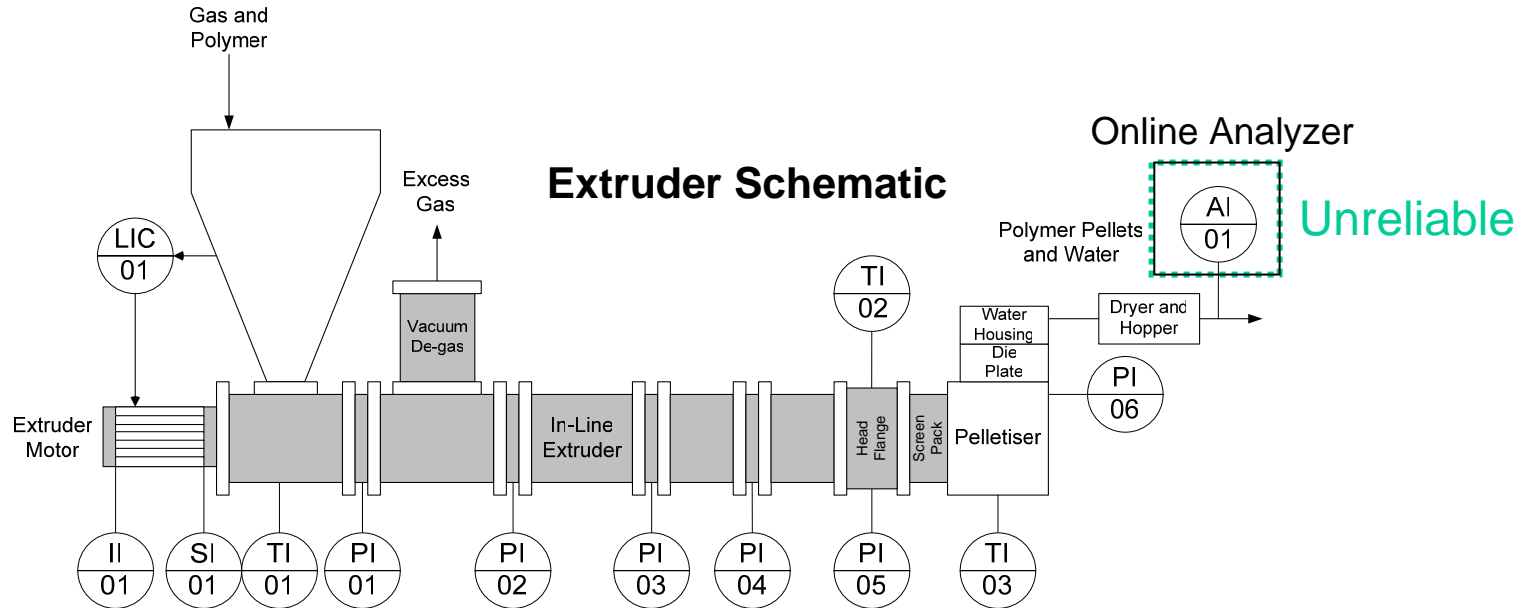 Gas and
Polymer
Online Analyzer
Extruder Schematic
Excess
Gas
AI
01
Unreliable
Polymer Pellets
and Water
LIC
01
TI
02
Vacuum
De-gas
Water
Housing
Dryer and
Hopper
Die
Plate
PI
06
Extruder
Motor
In-Line
Extruder
Head
Flange
Screen
Pack
Pelletiser
II
01
SI
01
TI
01
PI
01
PI
02
PI
03
PI
04
PI
05
TI
03